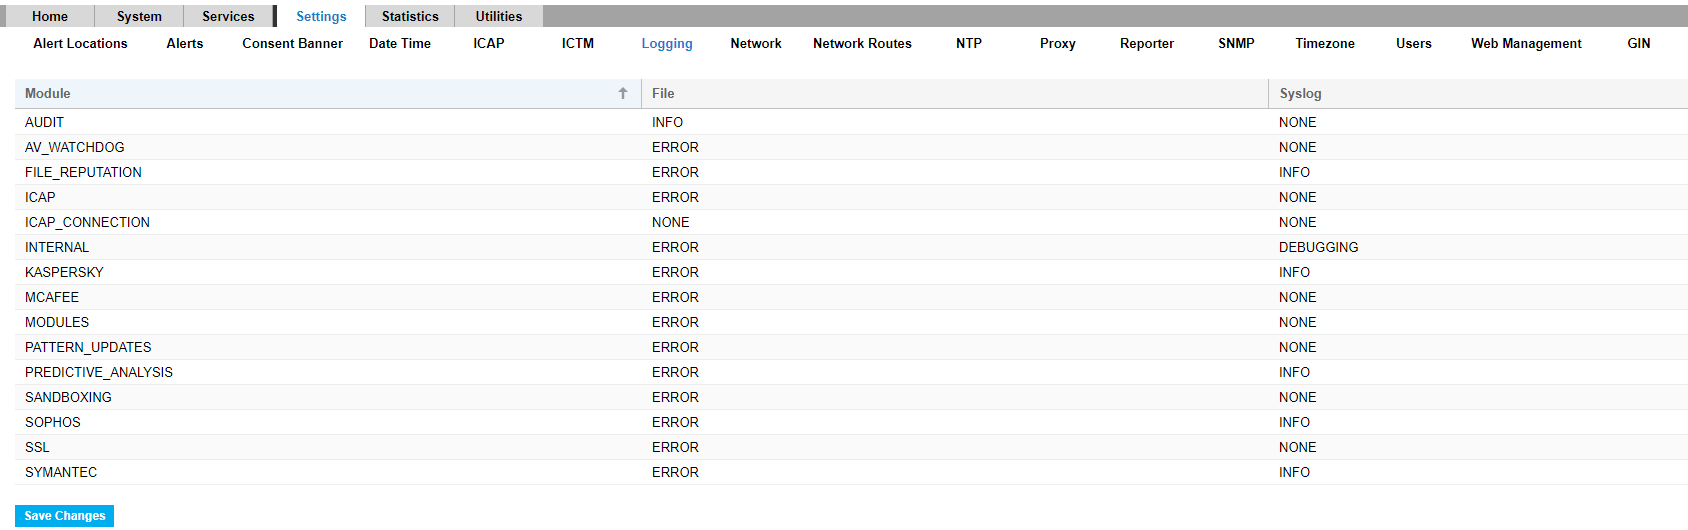 Home System Services Settings Statistics Utilities
Alert Locations Alerts Consent Banner Date Time ICAP ICTM Logging Network Network Routes NTP Proxy Reporter SNMP Timezone Users Web Management GIN
Module File Syslog
AUDIT INFO NONE
AV_WATCHDOG ERROR NONE
FILE_REPUTATION ERROR INFO
ICAP ERROR NONE
ICAP_CONNECTION NONE NONE
INTERNAL ERROR DEBUGGING
KASPERSKY ERROR INFO
MCAFEE ERROR NONE
MODULES ERROR NONE
PATTERN_UPDATES ERROR NONE
PREDICTIVE_ANALYSIS ERROR INFO
SANDBOXING ERROR NONE
SOPHOS ERROR INFO
SSL ERROR NONE
SYMANTEC ERROR INFO
Save Changes